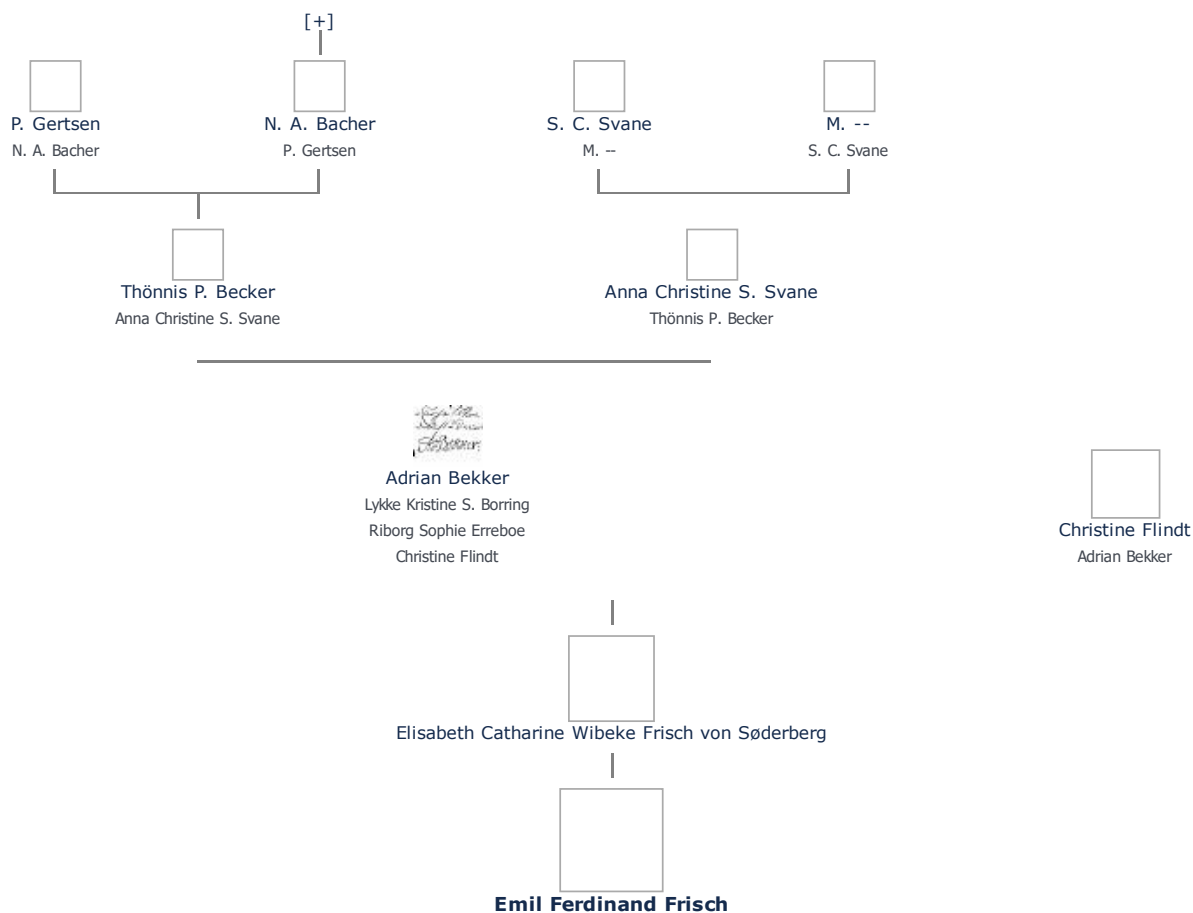 [+]
P. Gertsen
N. A. Bacher
N. A. Bacher
P. Gertsen
S. C. Svane
M. --
M. --
S. C. Svane
Thönnis P. Becker
Anna Christine S. Svane
Anna Christine S. Svane
Thönnis P. Becker
Adrian Bekker
Lykke Kristine S. Borring
Riborg Sophie Erreboe
Christine Flindt
Christine Flindt
Adrian Bekker
Elisabeth Catharine Wibeke Frisch von Søderberg
Emil Ferdinand Frisch